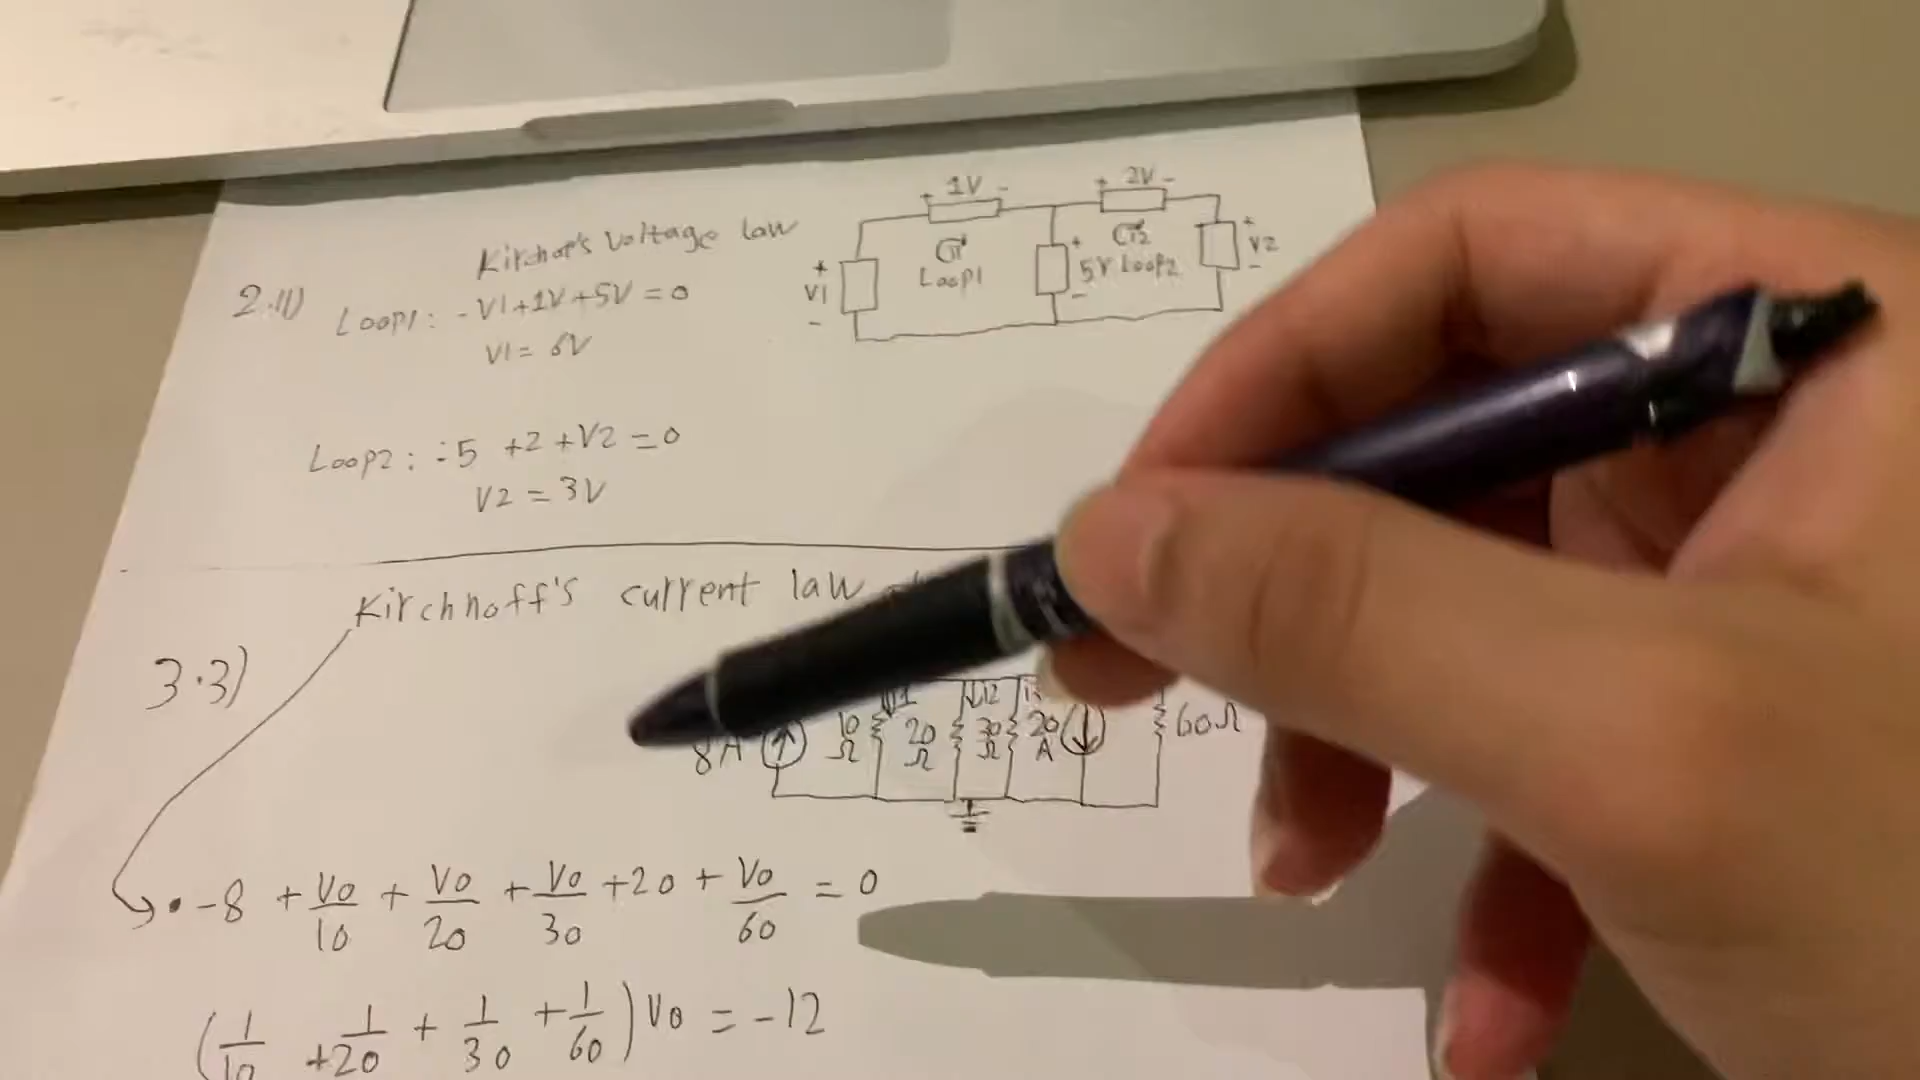 Kirchof's Voltage law
2.11) Loop1: -V1+1V+5V=0
V1= 6V
Loop2: -5 +2 +V2 =0
V2 = 3V
+ 1V -
+ 2V -
+
V1
-
Loop1
+
5V
-
Loop2
+
V2
-
Kirchhoff's current law
3.3)
8A
10
Ω
20
Ω
i2
30
Ω
20
A
60Ω
-8 + Vo/10 + Vo/20 + Vo/30 +20 + Vo/60 = 0
(1/10 + 1/20 + 1/30 + 1/60) Vo = -12